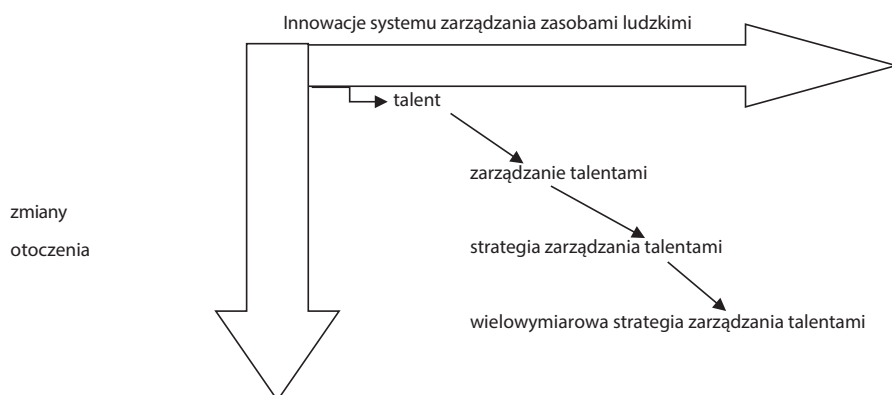 Innowacje systemu zarządzania zasobami ludzkimi
talent
zarządzanie talentami
zmiany
otoczenia
strategia zarządzania talentami
wielowymiarowa strategia zarządzania talentami